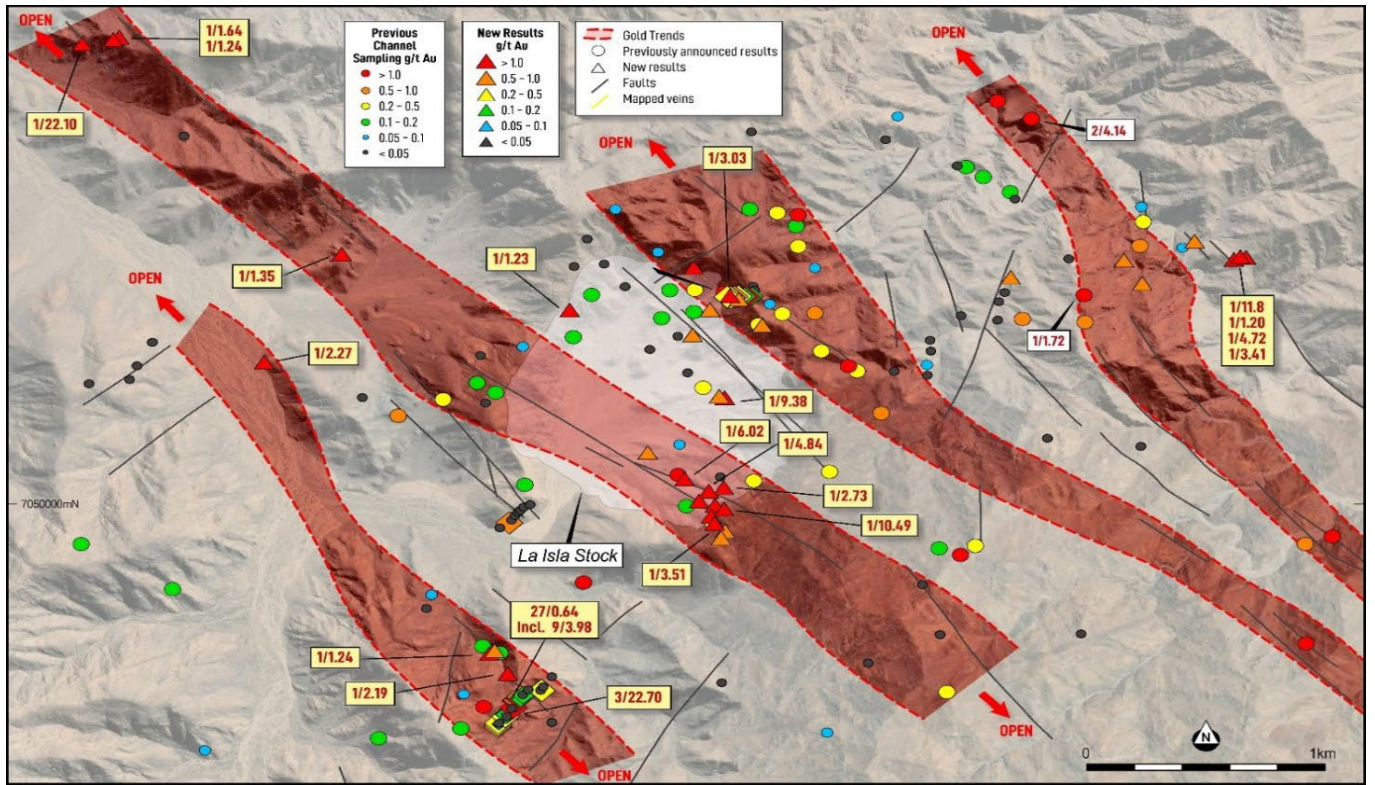 OPEN
1/1.64
1/1.24
1/22.10
Previous
Channel
Sampling g/t Au
> 1.0
0.5 - 1.0
0.2 - 0.5
0.1 - 0.2
0.05 - 0.1
< 0.05
New Results
g/t Au
> 1.0
0.5 - 1.0
0.2 - 0.5
0.1 - 0.2
0.05 - 0.1
< 0.05
Gold Trends
Previously announced results
New results
Faults
Mapped veins
OPEN
2/4.14
OPEN
1/3.03
1/1.35
1/1.23
OPEN
1/11.8
1/1.20
1/4.72
1/3.41
1/1.72
1/2.27
1/9.38
1/6.02
1/4.84
1/2.73
7050000mN
1/10.49
La Isla Stock
1/3.51
27/0.64
Incl. 9/3.98
1/1.24
1/2.19
3/22.70
OPEN
OPEN
N
0
1km